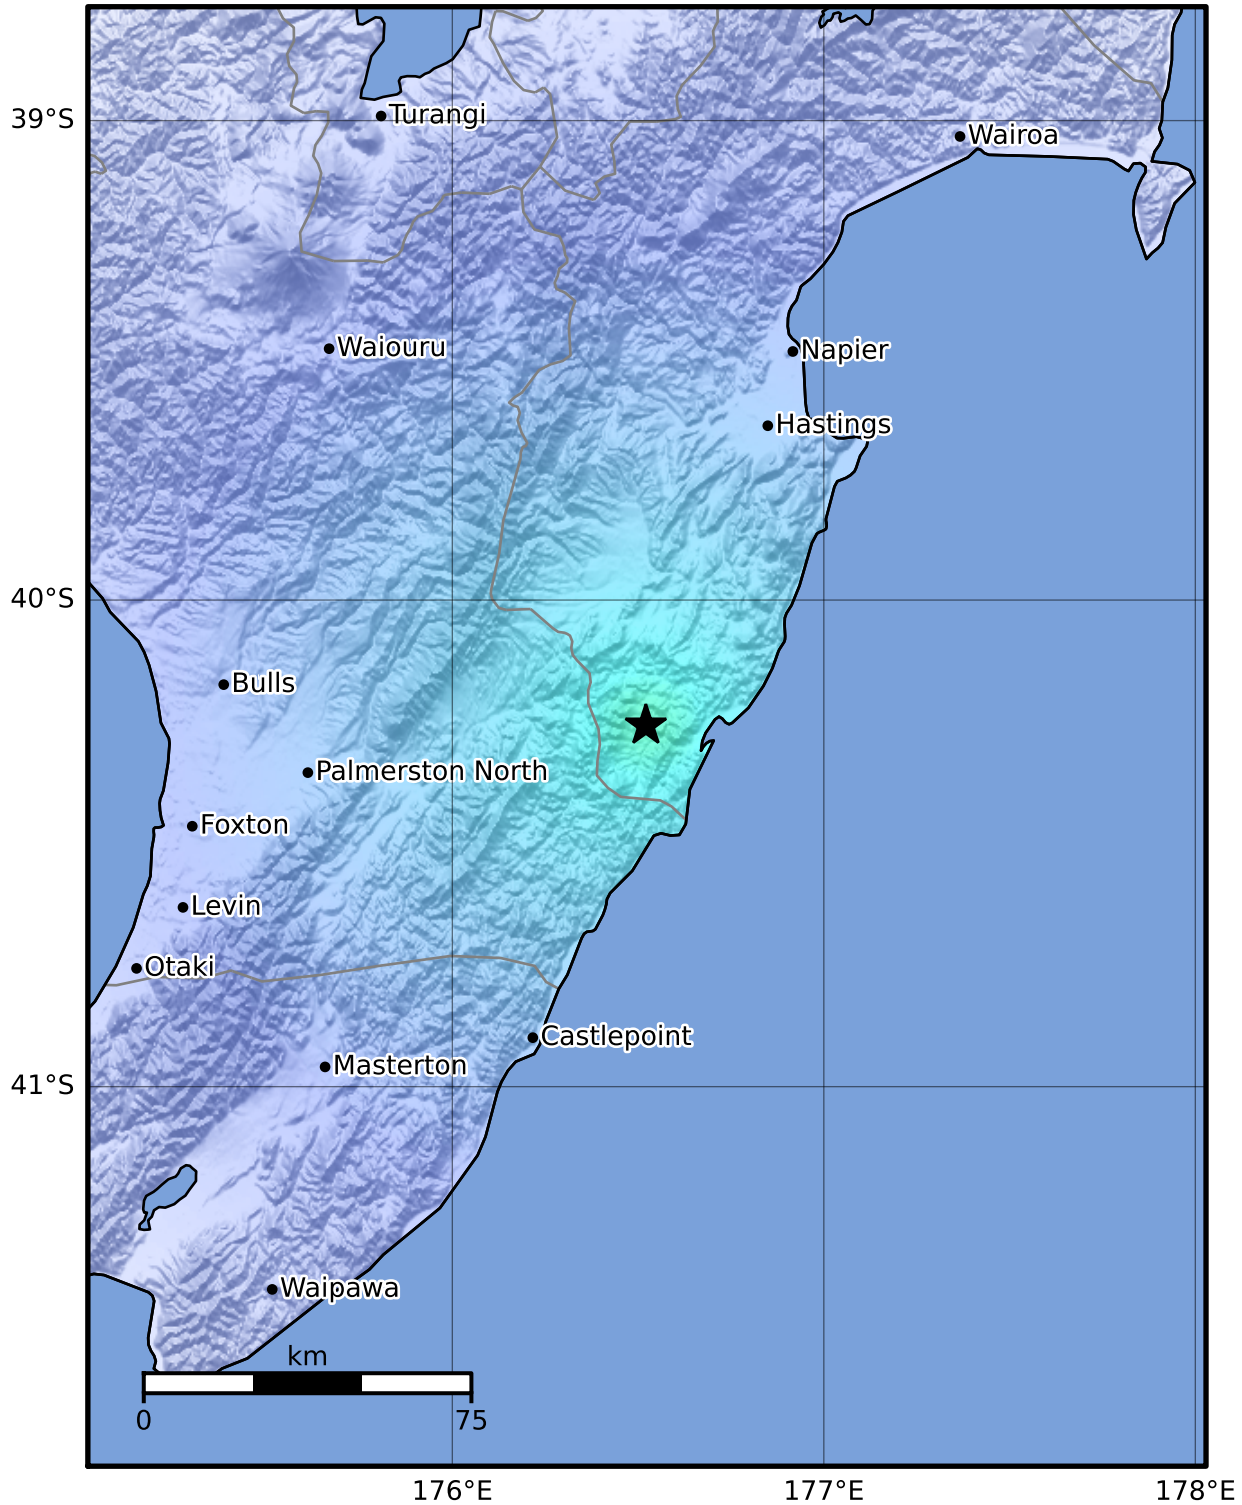 39°S
Turangi
Wairoa
Waiouru
Napier
Hastings
40°S
Bulls
Palmerston North
Foxton
Levin
Otaki
Castlepoint
Masterton
41°S
Waipawa
km
0
75
176°E
177°E
178°E